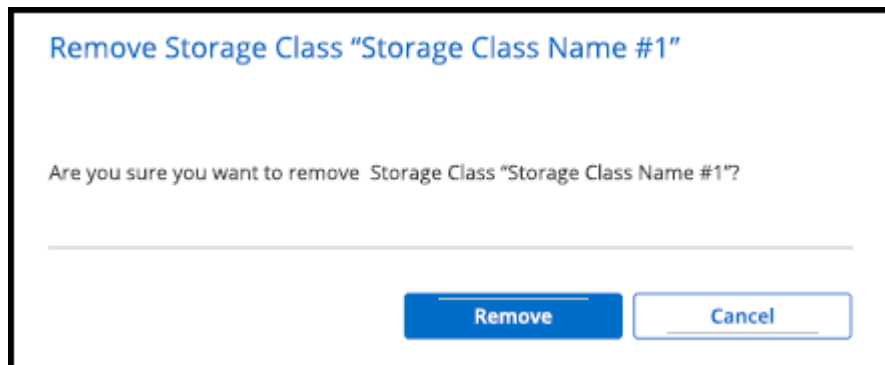 Remove Storage Class “Storage Class Name #1”
Are you sure you want to remove Storage Class “Storage Class Name #1”?
Remove
Cancel